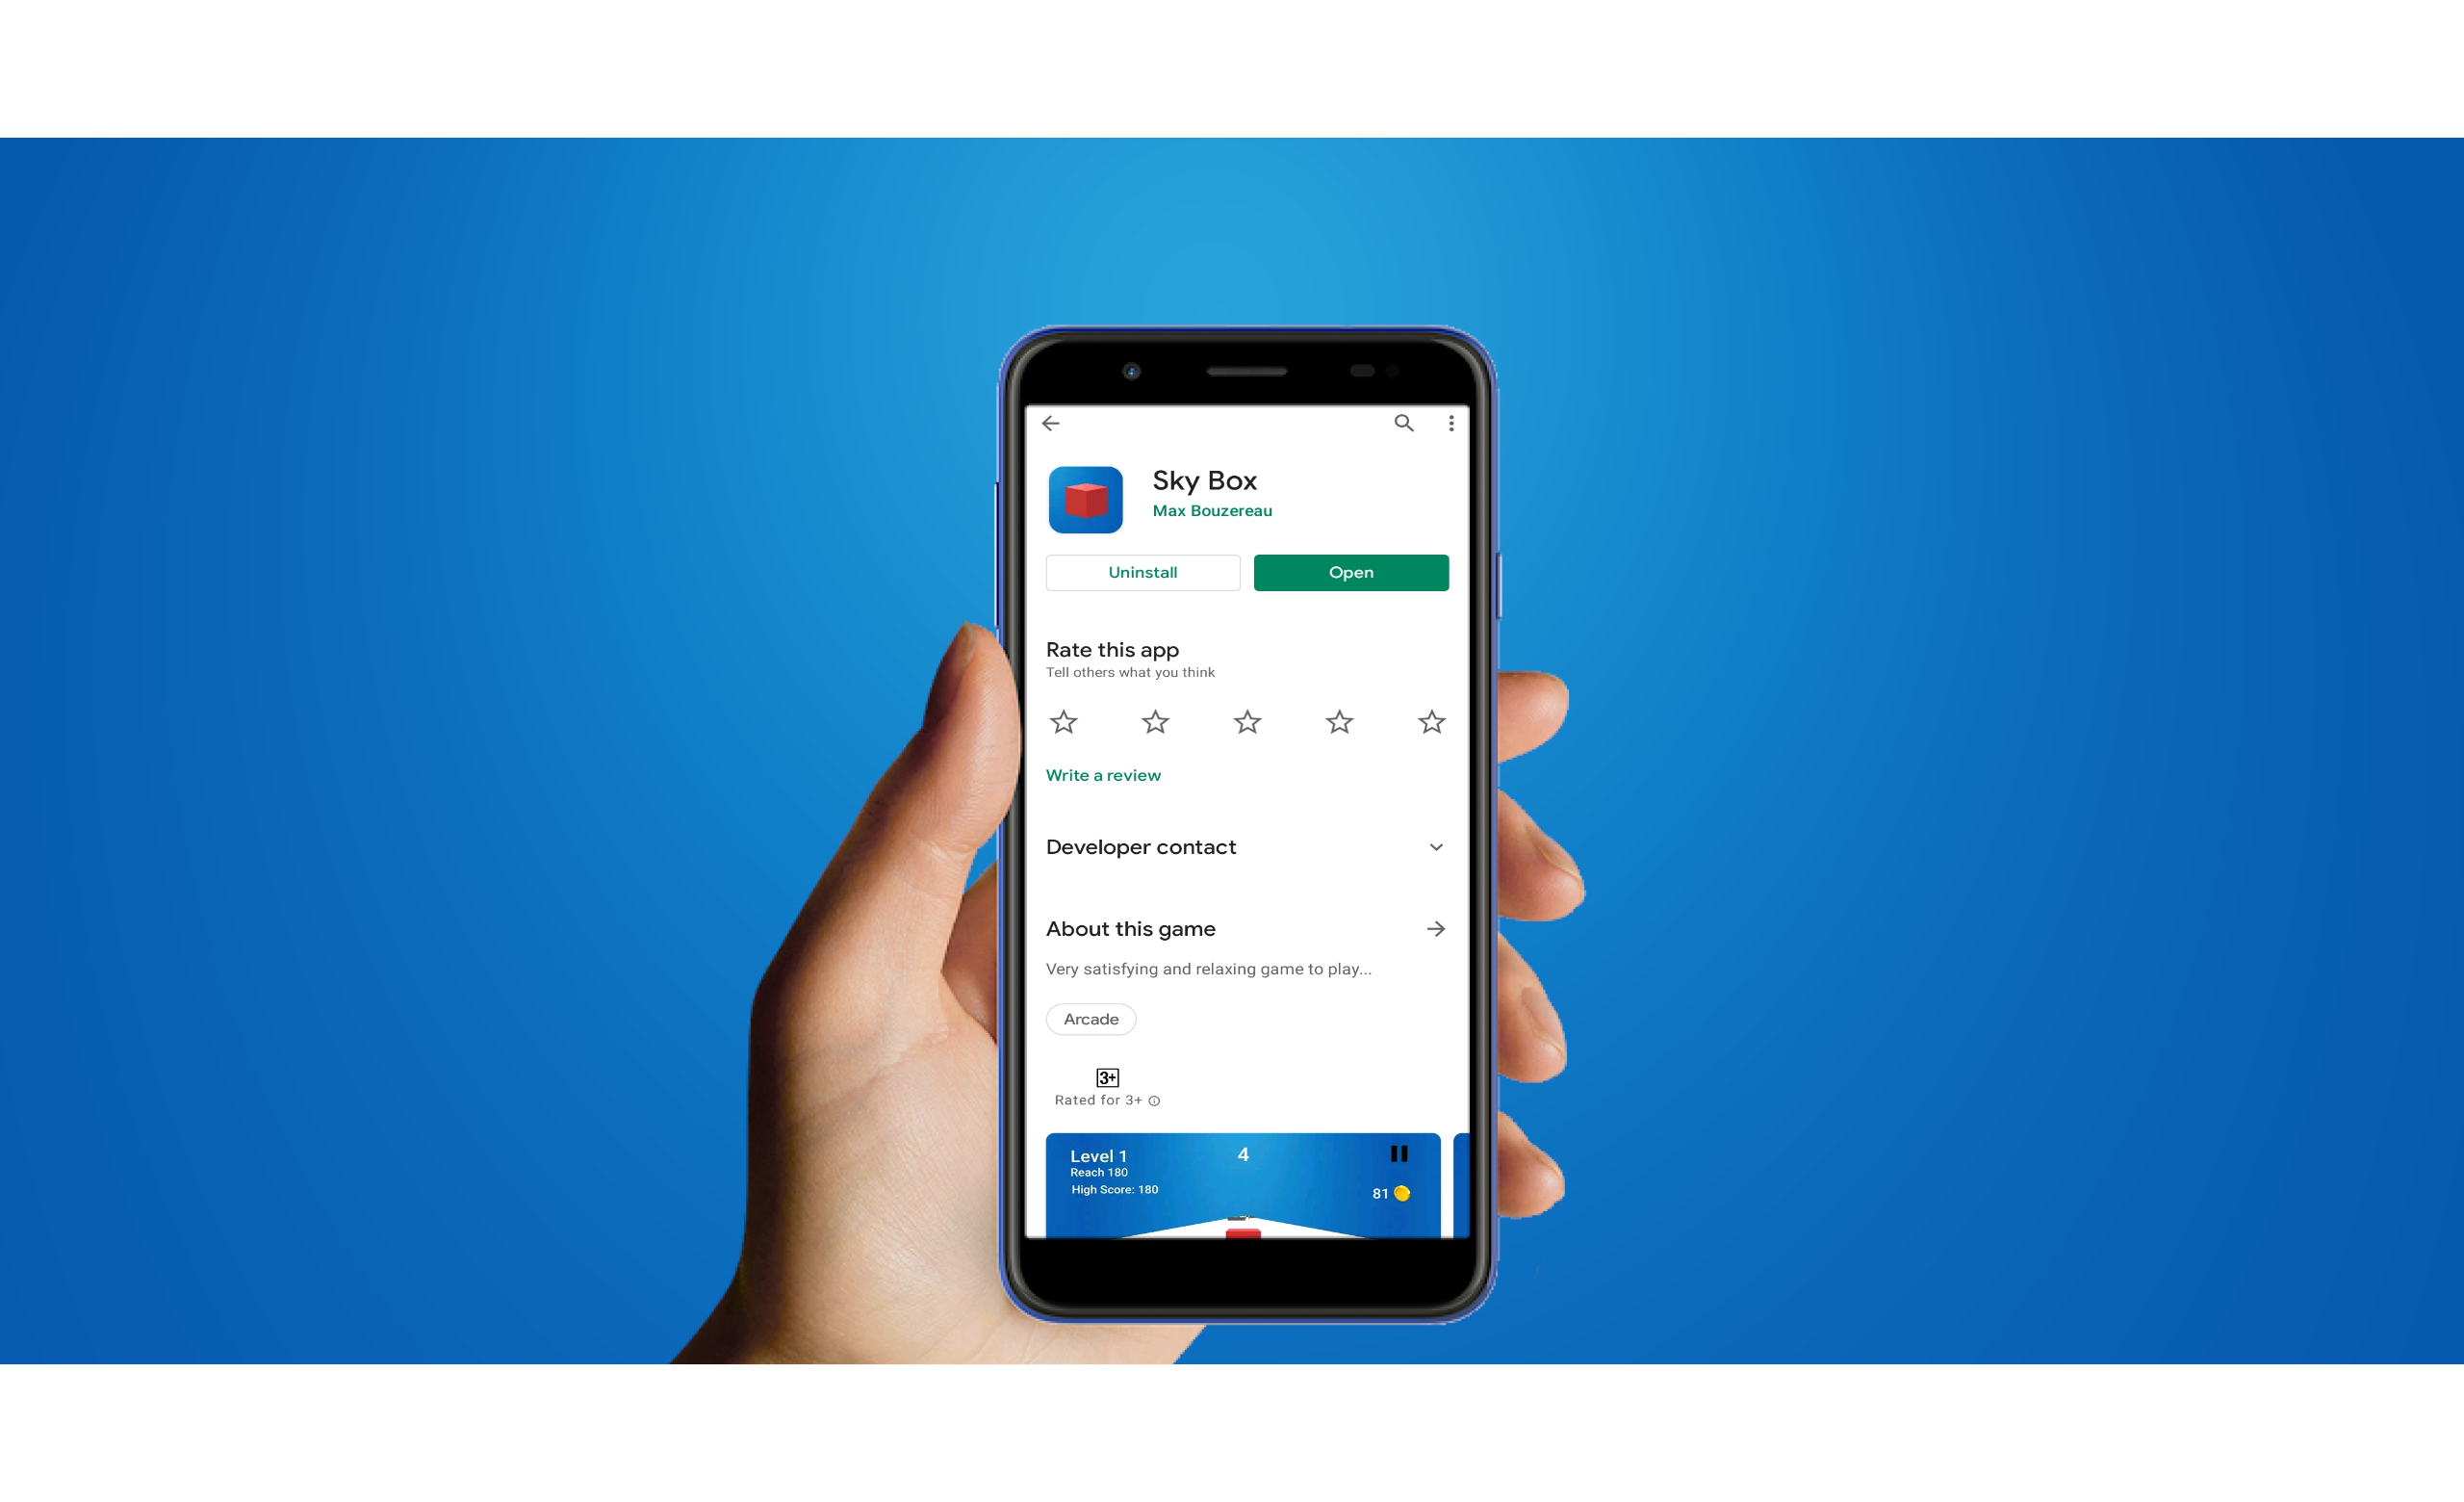 Sky Box
Max Bouzereau
Uninstall
Open
Rate this app
Tell others what you think
Write a review
Developer contact
About this game
Very satisfying and relaxing game to play...
Arcade
3+
Rated for 3+
Level 1
4
Reach 180
High Score: 180
81